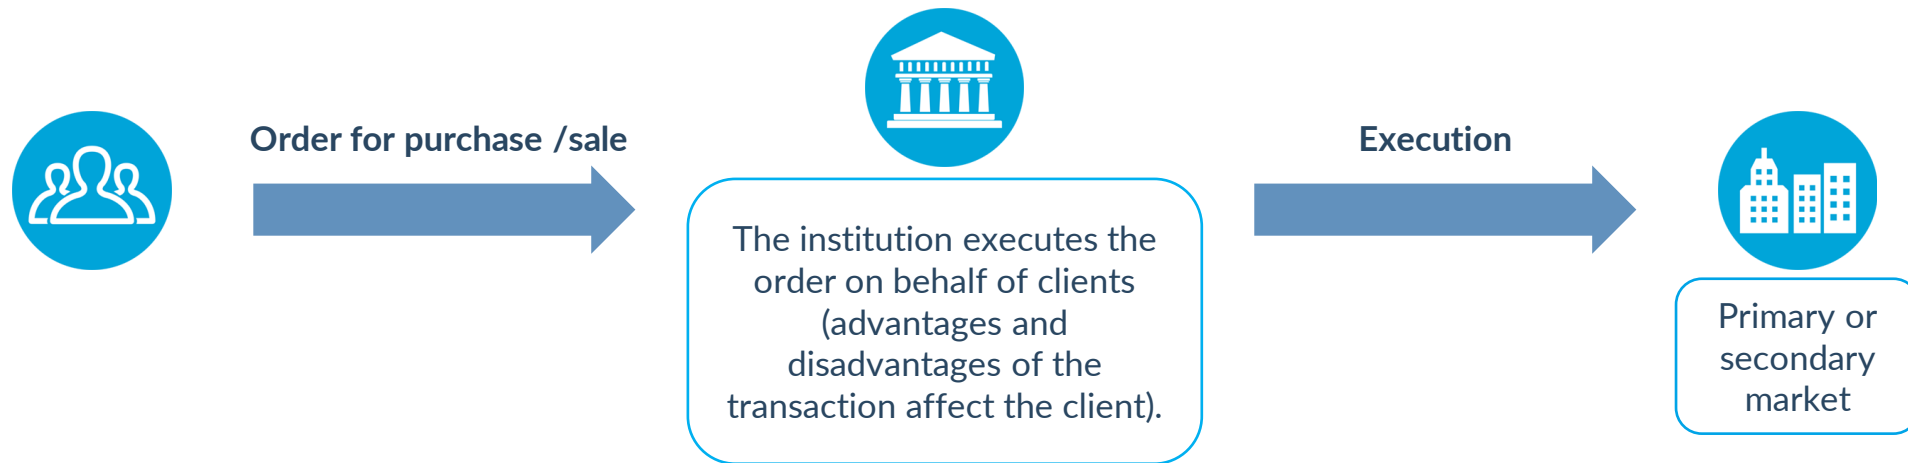 Order for purchase /sale
Execution
The institution executes the
order on behalf of clients
(advantages and
disadvantages of the
transaction affect the client).
Primary or
secondary
market